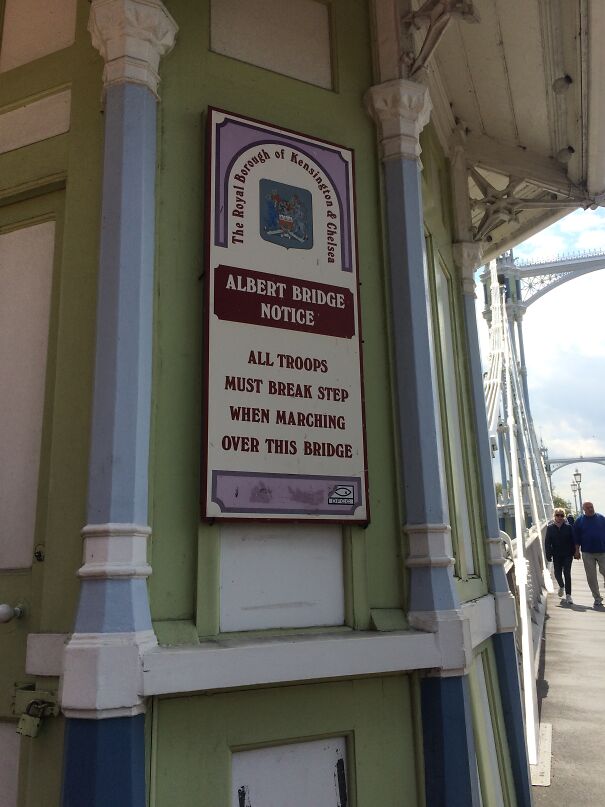 The Royal Borough of Kensington & Chelsea
ALBERT BRIDGE
NOTICE
ALL TROOPS
MUST BREAK STEP
WHEN MARCHING
OVER THIS BRIDGE